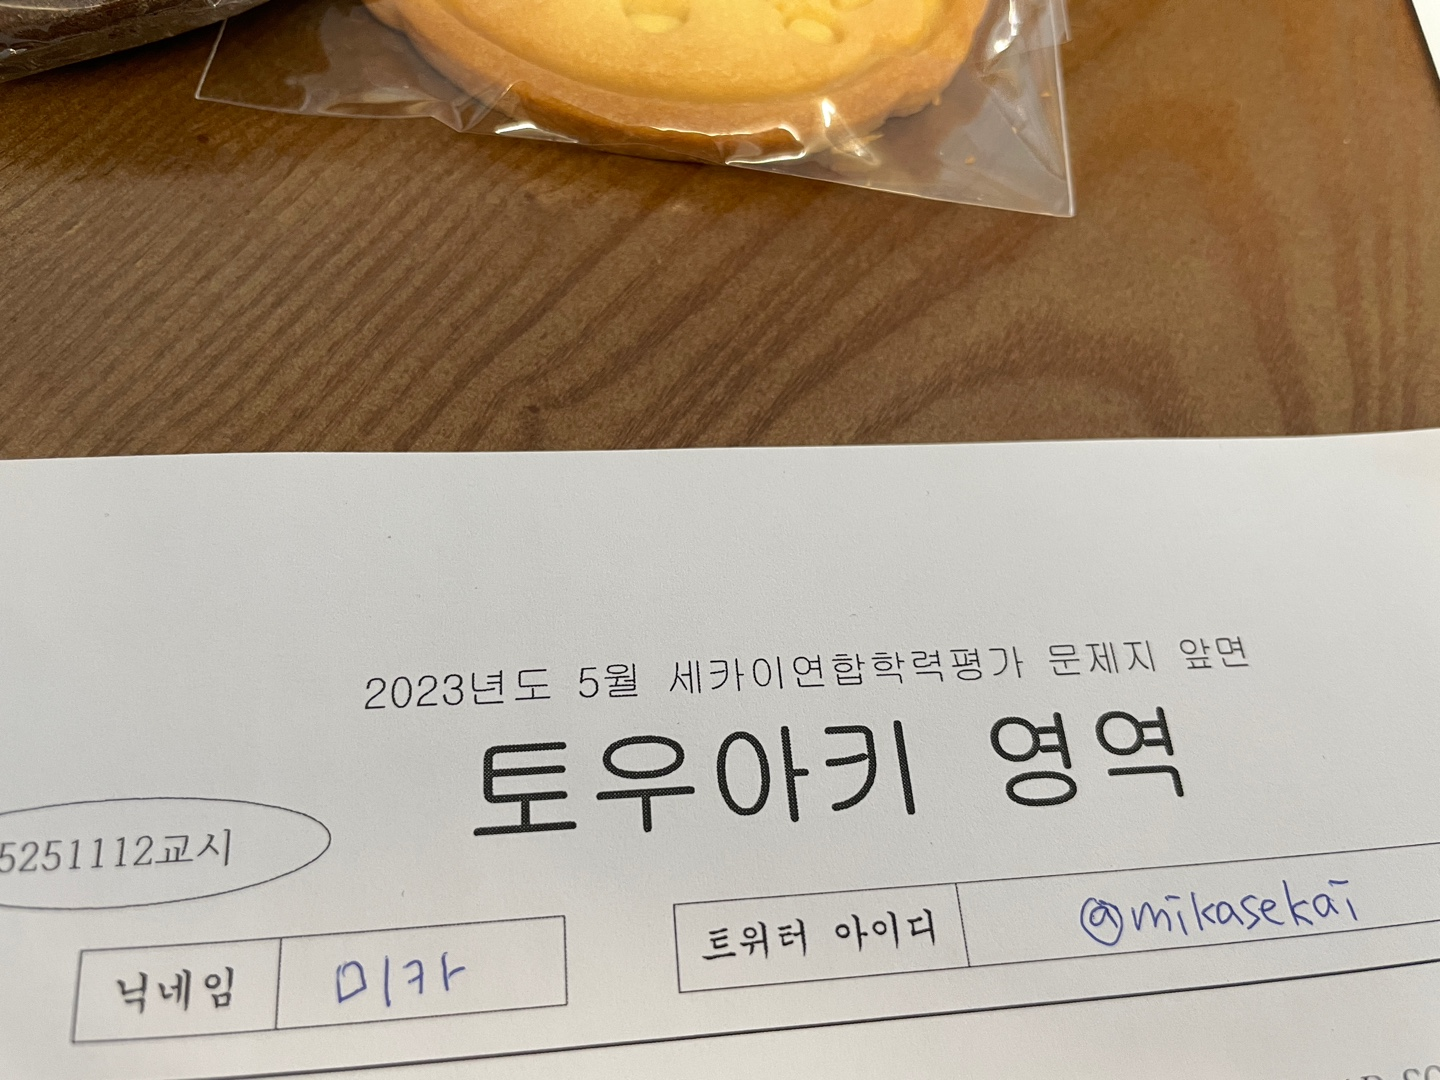 2023년도 5월 세카이연합학력평가 문제지 앞면
토우아키 영역
5251112교시
닉네임 미카
트위터 아이디 @mikasekai